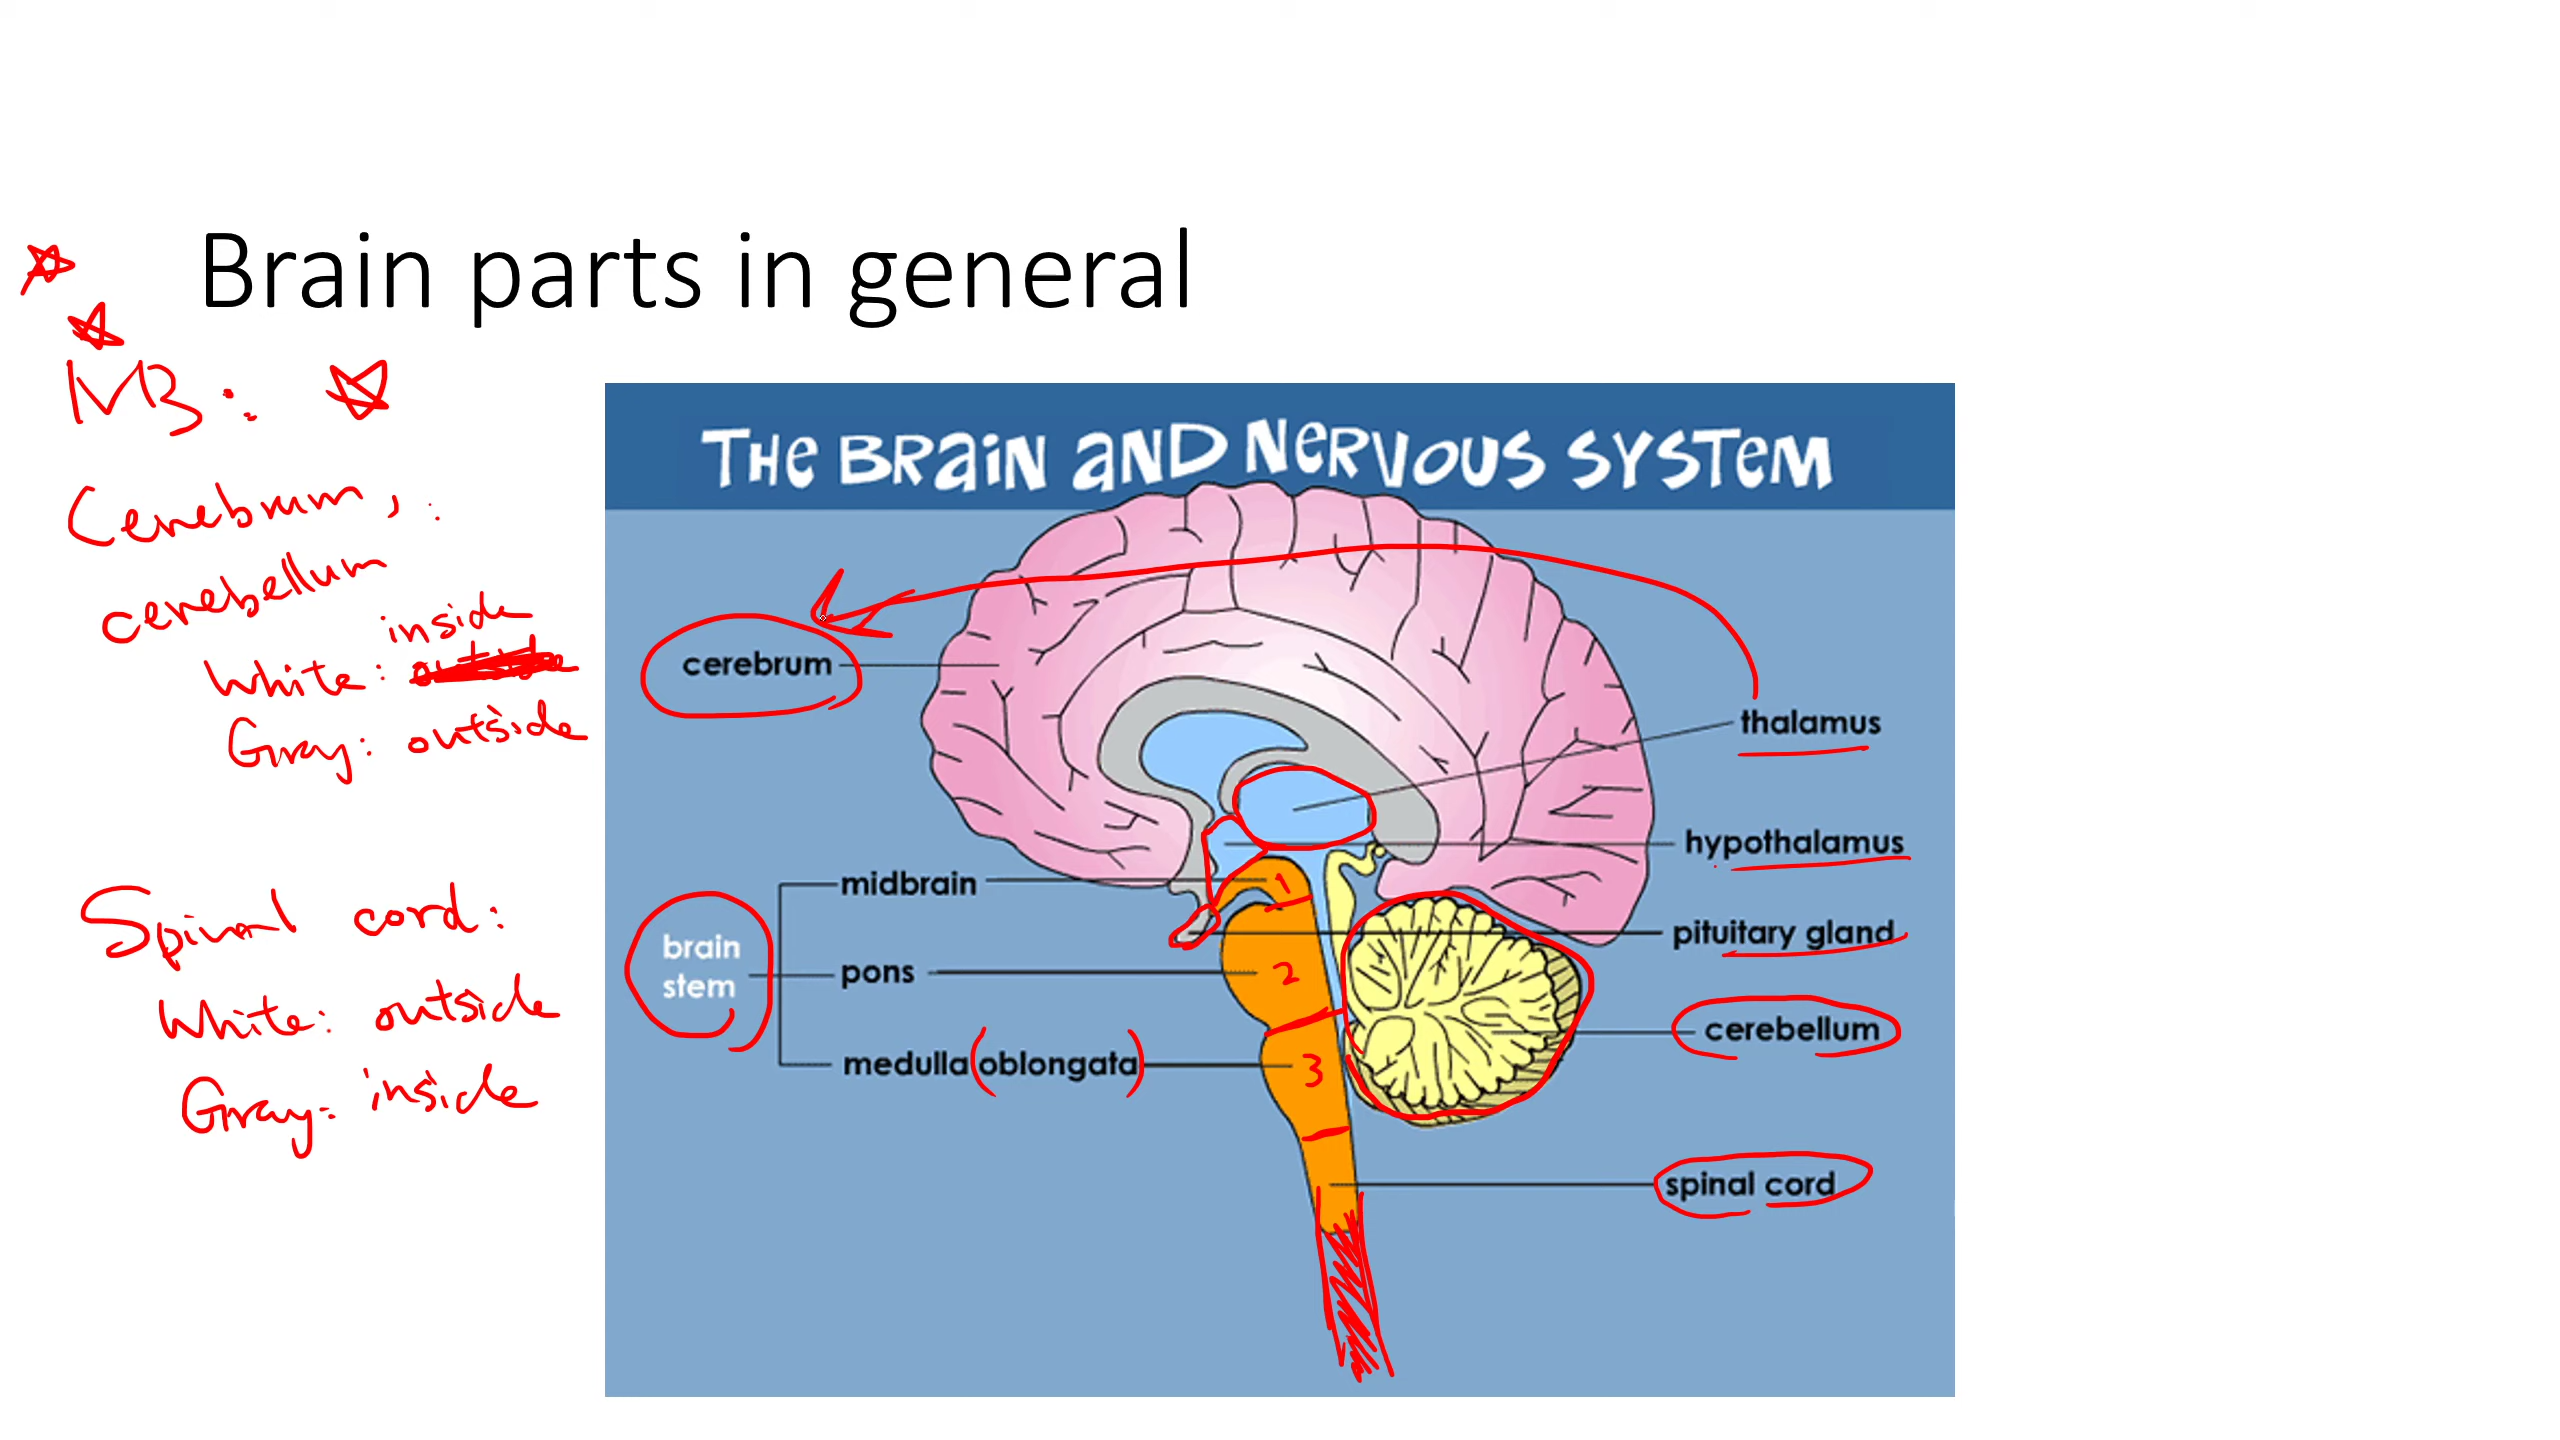 Brain parts in general
NB:
Cerebrum,
cerebellum
inside
White: outside
Gray: outside
Spinal cord:
White: outside
Gray: inside
THe BRaiN aND NeRVOUS SYSTeM
cerebrum
thalamus
hypothalamus
midbrain
1
pituitary gland
brain
stem
pons
2
cerebellum
medulla (oblongata)
3
spinal cord